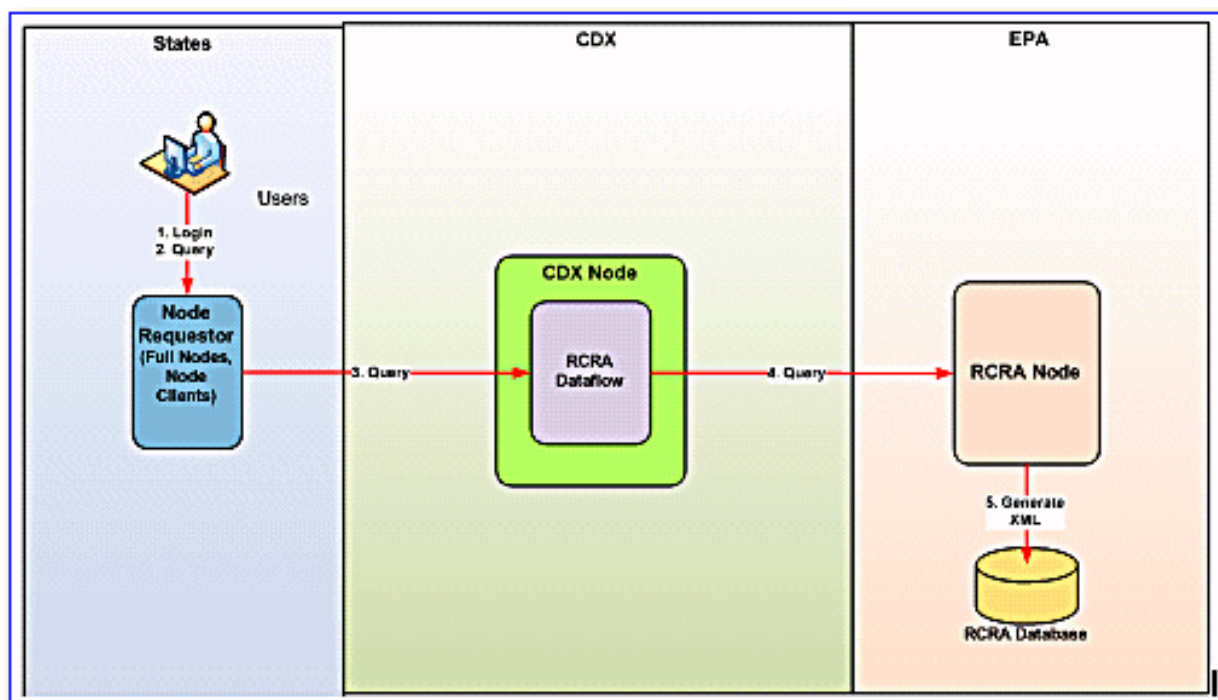 States
CDX
EPA
Users
1. Login
2. Query
Node
Requestor
(Full Nodes,
Node
Clients)
3. Query
CDX Node
RCRA
Dataflow
4. Query
RCRA Node
5. Generate
XML
RCRA Database